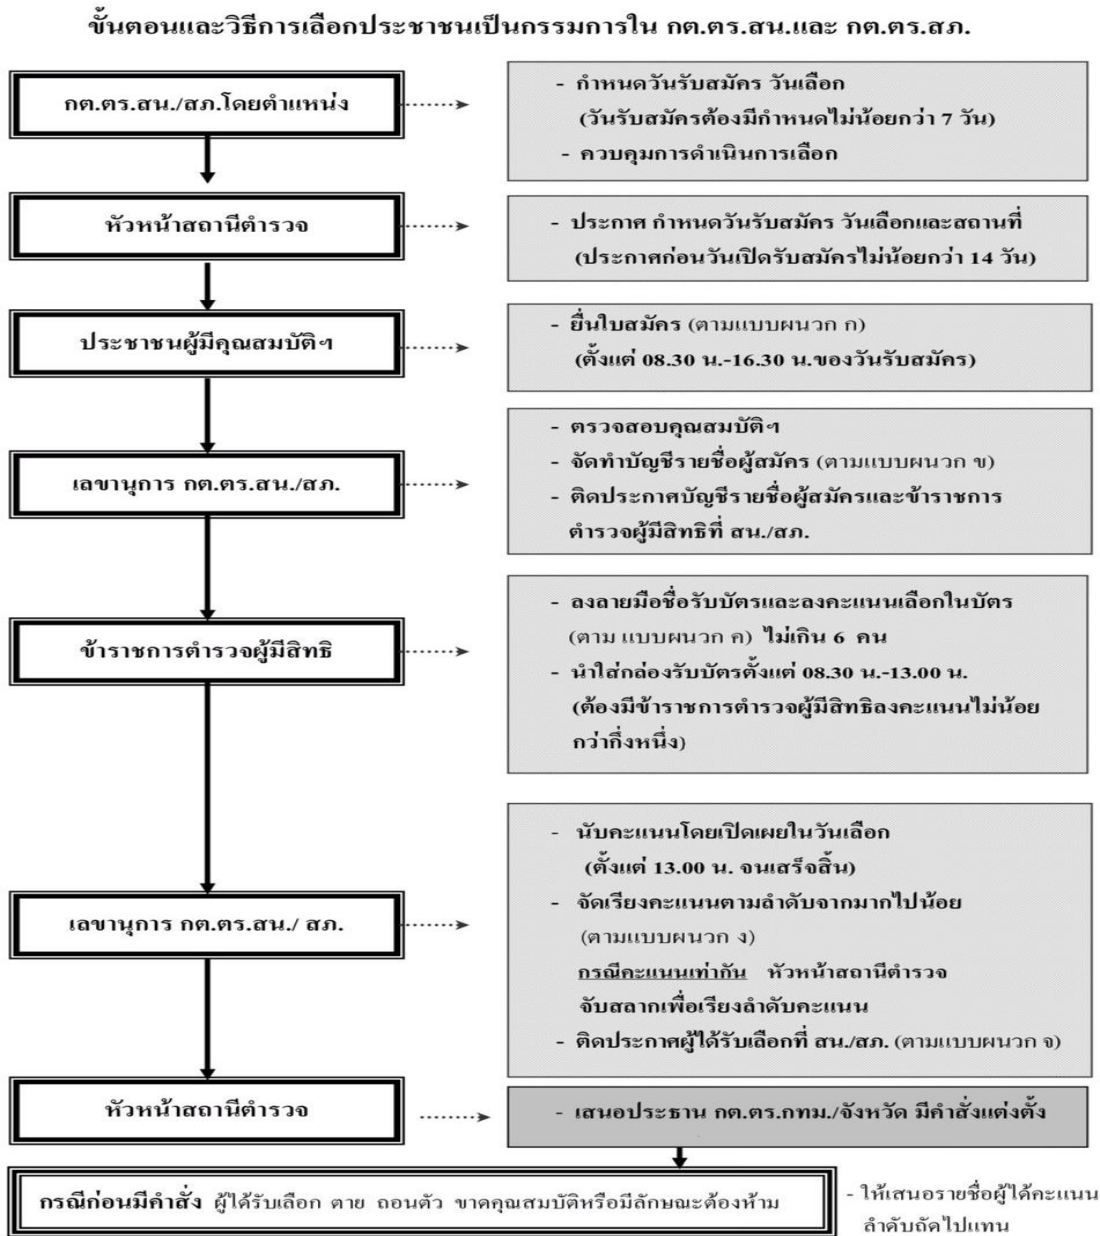 ขั้นตอนและวิธีการเลือกประชาชนเป็นกรรมการใน กต.ตร.สน.และ กต.ตร.สภ.
กต.ตร.สน./สภ.โดยตำแหน่ง
- กำหนดวันรับสมัคร วันเลือก
(วันรับสมัครต้องมีกำหนดไม่น้อยกว่า 7 วัน)
- ควบคุมการดำเนินการเลือก
หัวหน้าสถานีตำรวจ
- ประกาศ กำหนดวันรับสมัคร วันเลือกและสถานที่
(ประกาศก่อนวันเปิดรับสมัครไม่น้อยกว่า 14 วัน)
ประชาชนผู้มีคุณสมบัติฯ
- ยื่นใบสมัคร (ตามแบบผนวก ก)
(ตั้งแต่ 08.30 น.-16.30 น.ของวันรับสมัคร)
เลขานุการ กต.ตร.สน./สภ.
- ตรวจสอบคุณสมบัติฯ
- จัดทำบัญชีรายชื่อผู้สมัคร (ตามแบบผนวก ข)
- ติดประกาศบัญชีรายชื่อผู้สมัครและข้าราชการ
ตำรวจผู้มีสิทธิที่ สน./สภ.
ข้าราชการตำรวจผู้มีสิทธิ
- ลงลายมือชื่อรับบัตรและลงคะแนนเลือกในบัตร
(ตาม แบบผนวก ค) ไม่เกิน 6 คน
- นำใส่กล่องรับบัตรตั้งแต่ 08.30 น.-13.00 น.
(ต้องมีข้าราชการตำรวจผู้มีสิทธิลงคะแนนไม่น้อย
กว่ากึ่งหนึ่ง)
เลขานุการ กต.ตร.สน./ สภ.
- นับคะแนนโดยเปิดเผยในวันเลือก
(ตั้งแต่ 13.00 น. จนเสร็จสิ้น)
- จัดเรียงคะแนนตามลำดับจากมากไปน้อย
(ตามแบบผนวก ง)
กรณีคะแนนเท่ากัน หัวหน้าสถานีตำรวจ
จับสลากเพื่อเรียงลำดับคะแนน
- ติดประกาศผู้ได้รับเลือกที่ สน./สภ. (ตามแบบผนวก จ)
หัวหน้าสถานีตำรวจ
- เสนอประธาน กต.ตร.กทม./จังหวัด มีคำสั่งแต่งตั้ง
กรณีก่อนมีคำสั่ง ผู้ได้รับเลือก ตาย ถอนตัว ขาดคุณสมบัติหรือมีลักษณะต้องห้าม
- ให้เสนอรายชื่อผู้ได้คะแนน
ลำดับถัดไปแทน